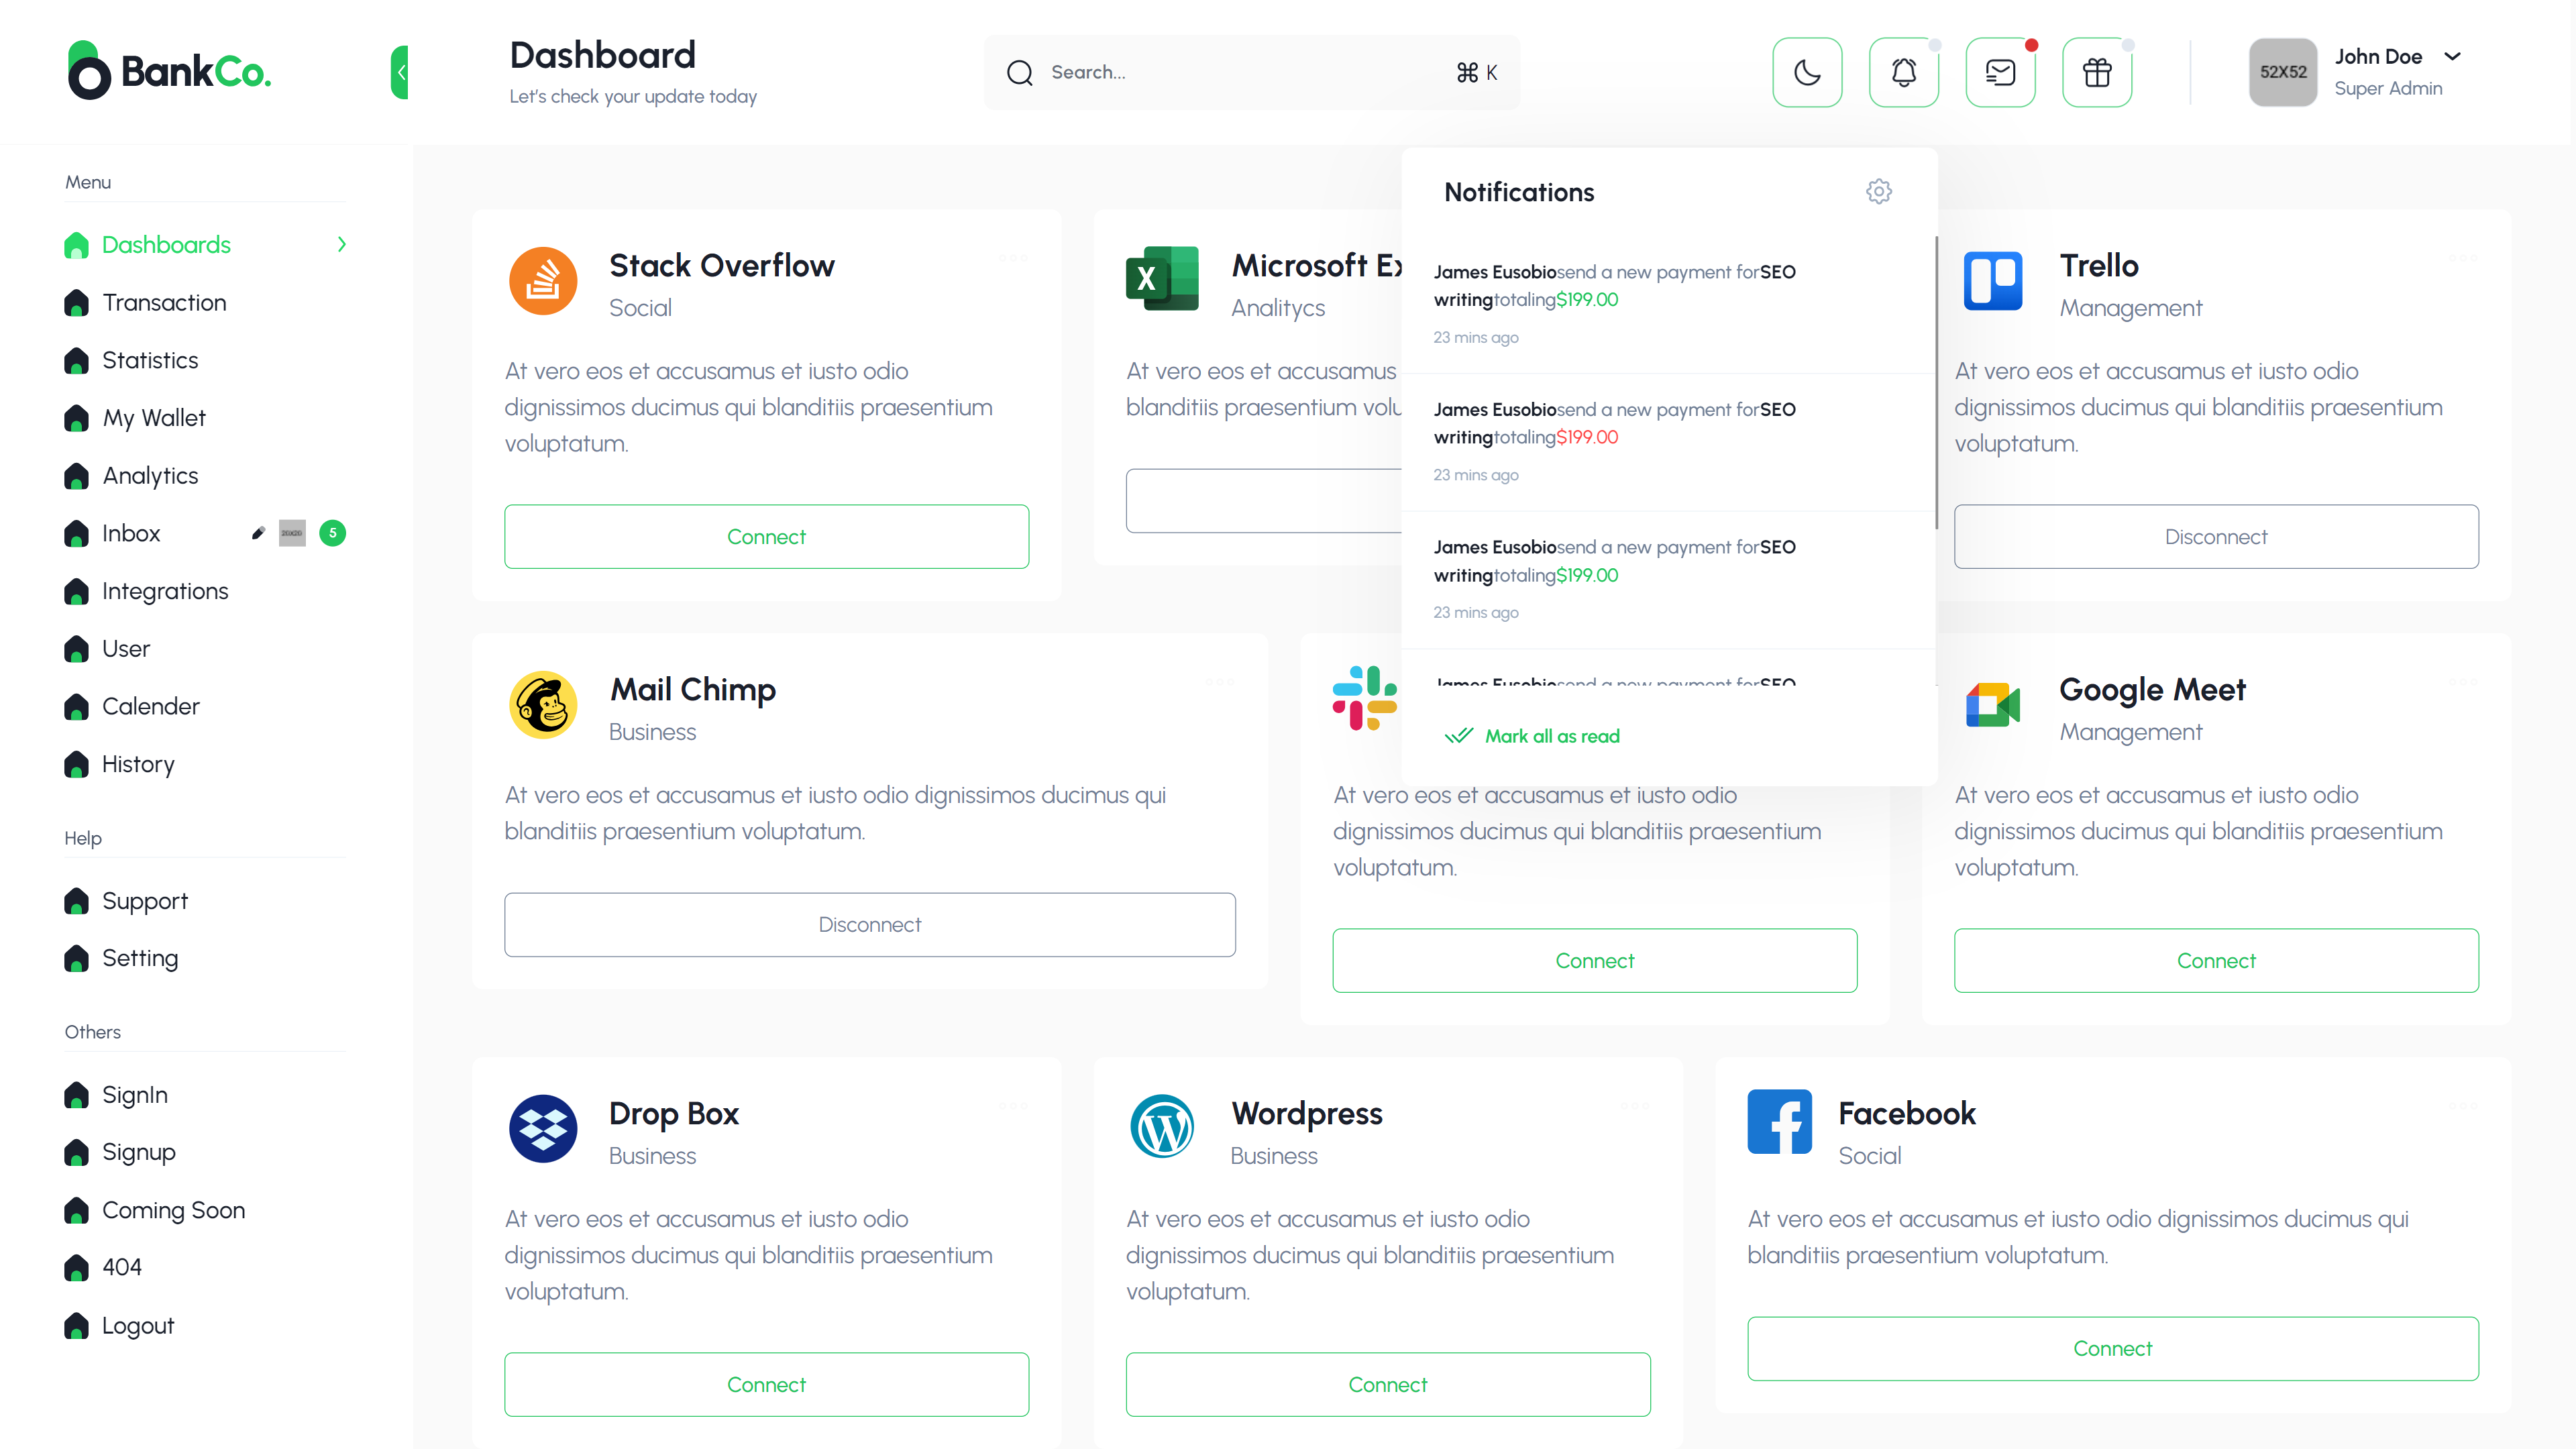 BankCo.
Dashboard
Let's check your update today
Search...
⌘ K
52X52
John Doe
Super Admin
Menu
Dashboards
Transaction
Statistics
My Wallet
Analytics
Inbox
5
Integrations
User
Calender
History
Help
Support
Setting
Others
SignIn
Signup
Coming Soon
404
Logout
Notifications
James Eusobiosend a new payment forSEO
writingtotaling$199.00
23 mins ago
James Eusobiosend a new payment forSEO
writingtotaling$199.00
23 mins ago
James Eusobiosend a new payment forSEO
writingtotaling$199.00
23 mins ago
James Eusobiosend a new payment forSEO
Mark all as read
Stack Overflow
Social
At vero eos et accusamus et iusto odio
dignissimos ducimus qui blanditiis praesentium
voluptatum.
Connect
Microsoft Ex
Analitycs
At vero eos et accusamus
blanditiis praesentium volu
Trello
Management
At vero eos et accusamus et iusto odio
dignissimos ducimus qui blanditiis praesentium
voluptatum.
Disconnect
Mail Chimp
Business
At vero eos et accusamus et iusto odio dignissimos ducimus qui
blanditiis praesentium voluptatum.
Disconnect
At vero eos et accusamus et iusto odio
dignissimos ducimus qui blanditiis praesentium
voluptatum.
Connect
Google Meet
Management
At vero eos et accusamus et iusto odio
dignissimos ducimus qui blanditiis praesentium
voluptatum.
Connect
Drop Box
Business
At vero eos et accusamus et iusto odio
dignissimos ducimus qui blanditiis praesentium
voluptatum.
Connect
Wordpress
Business
At vero eos et accusamus et iusto odio
dignissimos ducimus qui blanditiis praesentium
voluptatum.
Connect
Facebook
Social
At vero eos et accusamus et iusto odio dignissimos ducimus qui
blanditiis praesentium voluptatum.
Connect